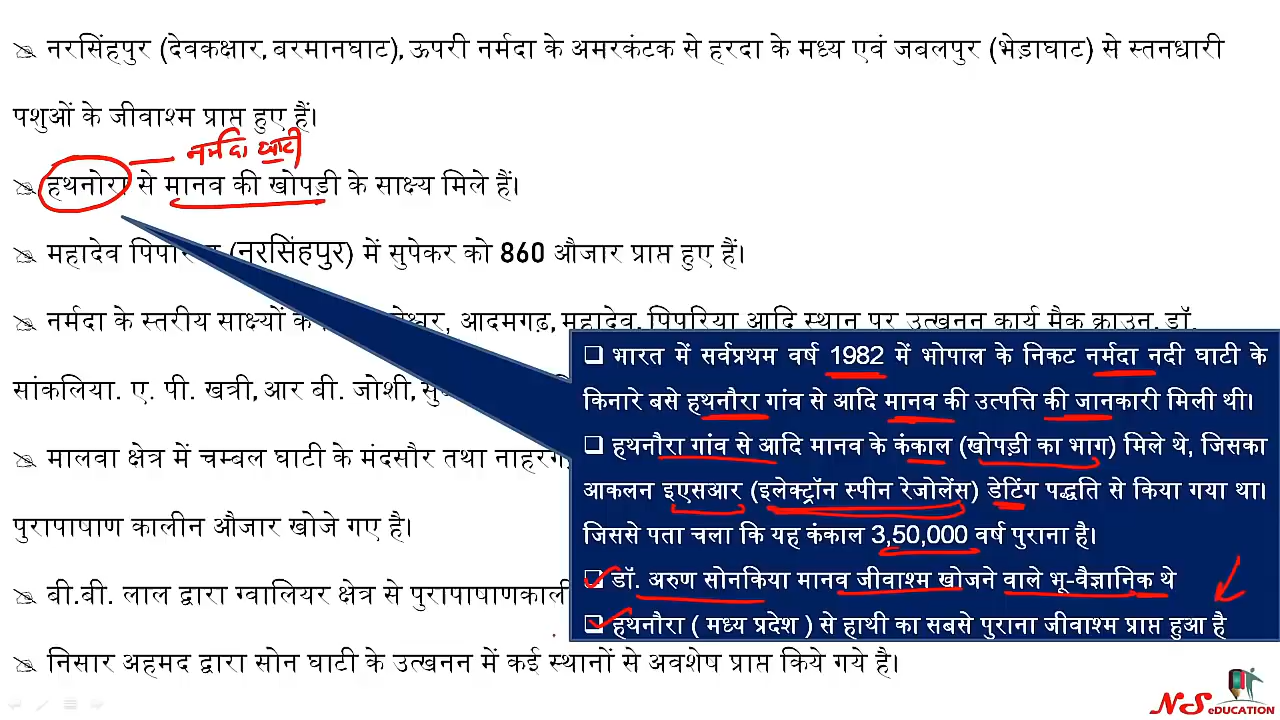 नरसिंहपुर (देवकक्षार, बरमानघाट), ऊपरी नर्मदा के अमरकंटक से हरदा के मध्य एवं जबलपुर (भेड़ाघाट) से स्तनधारी
पशुओं के जीवाश्म प्राप्त हुए हैं।
नर्मदा घाटी
हथनोरा से मानव की खोपड़ी के साक्ष्य मिले हैं।
महादेव (नरसिंहपुर) में सुपेकर को 860 औजार प्राप्त हुए हैं।
नर्मदा के स्तरीय साक्ष्यों आदमगढ़, महादेव, पिपरिया आदि स्थान पर उत्खनन कार्य मैक क्राउन, डॉ.
सांकलिया. ए. पी. खत्री, आर बी. जोशी,
मालवा क्षेत्र में चम्बल घाटी के मंदसौर तथा
पुरापाषाण कालीन औजार खोजे गए है।
बी.बी. लाल द्वारा ग्वालियर क्षेत्र से
निसार अहमद द्वारा सोन घाटी के उत्खनन में कई स्थानों से अवशेष प्राप्त किये गये है।
भारत में सर्वप्रथम वर्ष 1982 में भोपाल के निकट नर्मदा नदी घाटी के
किनारे बसे हथनौरा गांव से आदि मानव की उत्पत्ति की जानकारी मिली थी।
हथनौरा गांव से आदि मानव के कंकाल (खोपड़ी का भाग) मिले थे, जिसका
आकलन इएसआर (इलेक्ट्रॉन स्पीन रेजोलेंस) डेटिंग पद्धति से किया गया था।
जिससे पता चला कि यह कंकाल 3,50,000 वर्ष पुराना है।
डॉ. अरुण सोनकिया मानव जीवाश्म खोजने वाले भू-वैज्ञानिक थे
हथनौरा ( मध्य प्रदेश ) से हाथी का सबसे पुराना जीवाश्म प्राप्त हुआ है
NS eDUCATION